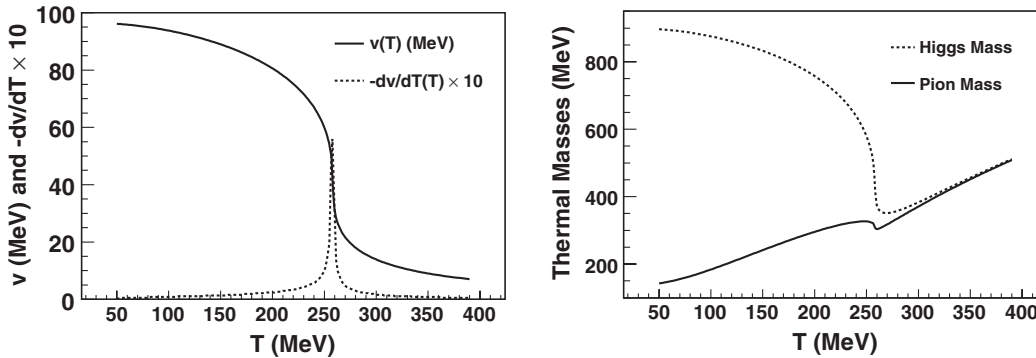 v (MeV) and -dv/dT × 10
100
80
60
40
20
0
50 100 150 200 250 300 350 400
T (MeV)
v(T) (MeV)
-dv/dT(T) × 10
Thermal Masses (MeV)
800
600
400
200
50 100 150 200 250 300 350 400
T (MeV)
Higgs Mass
Pion Mass